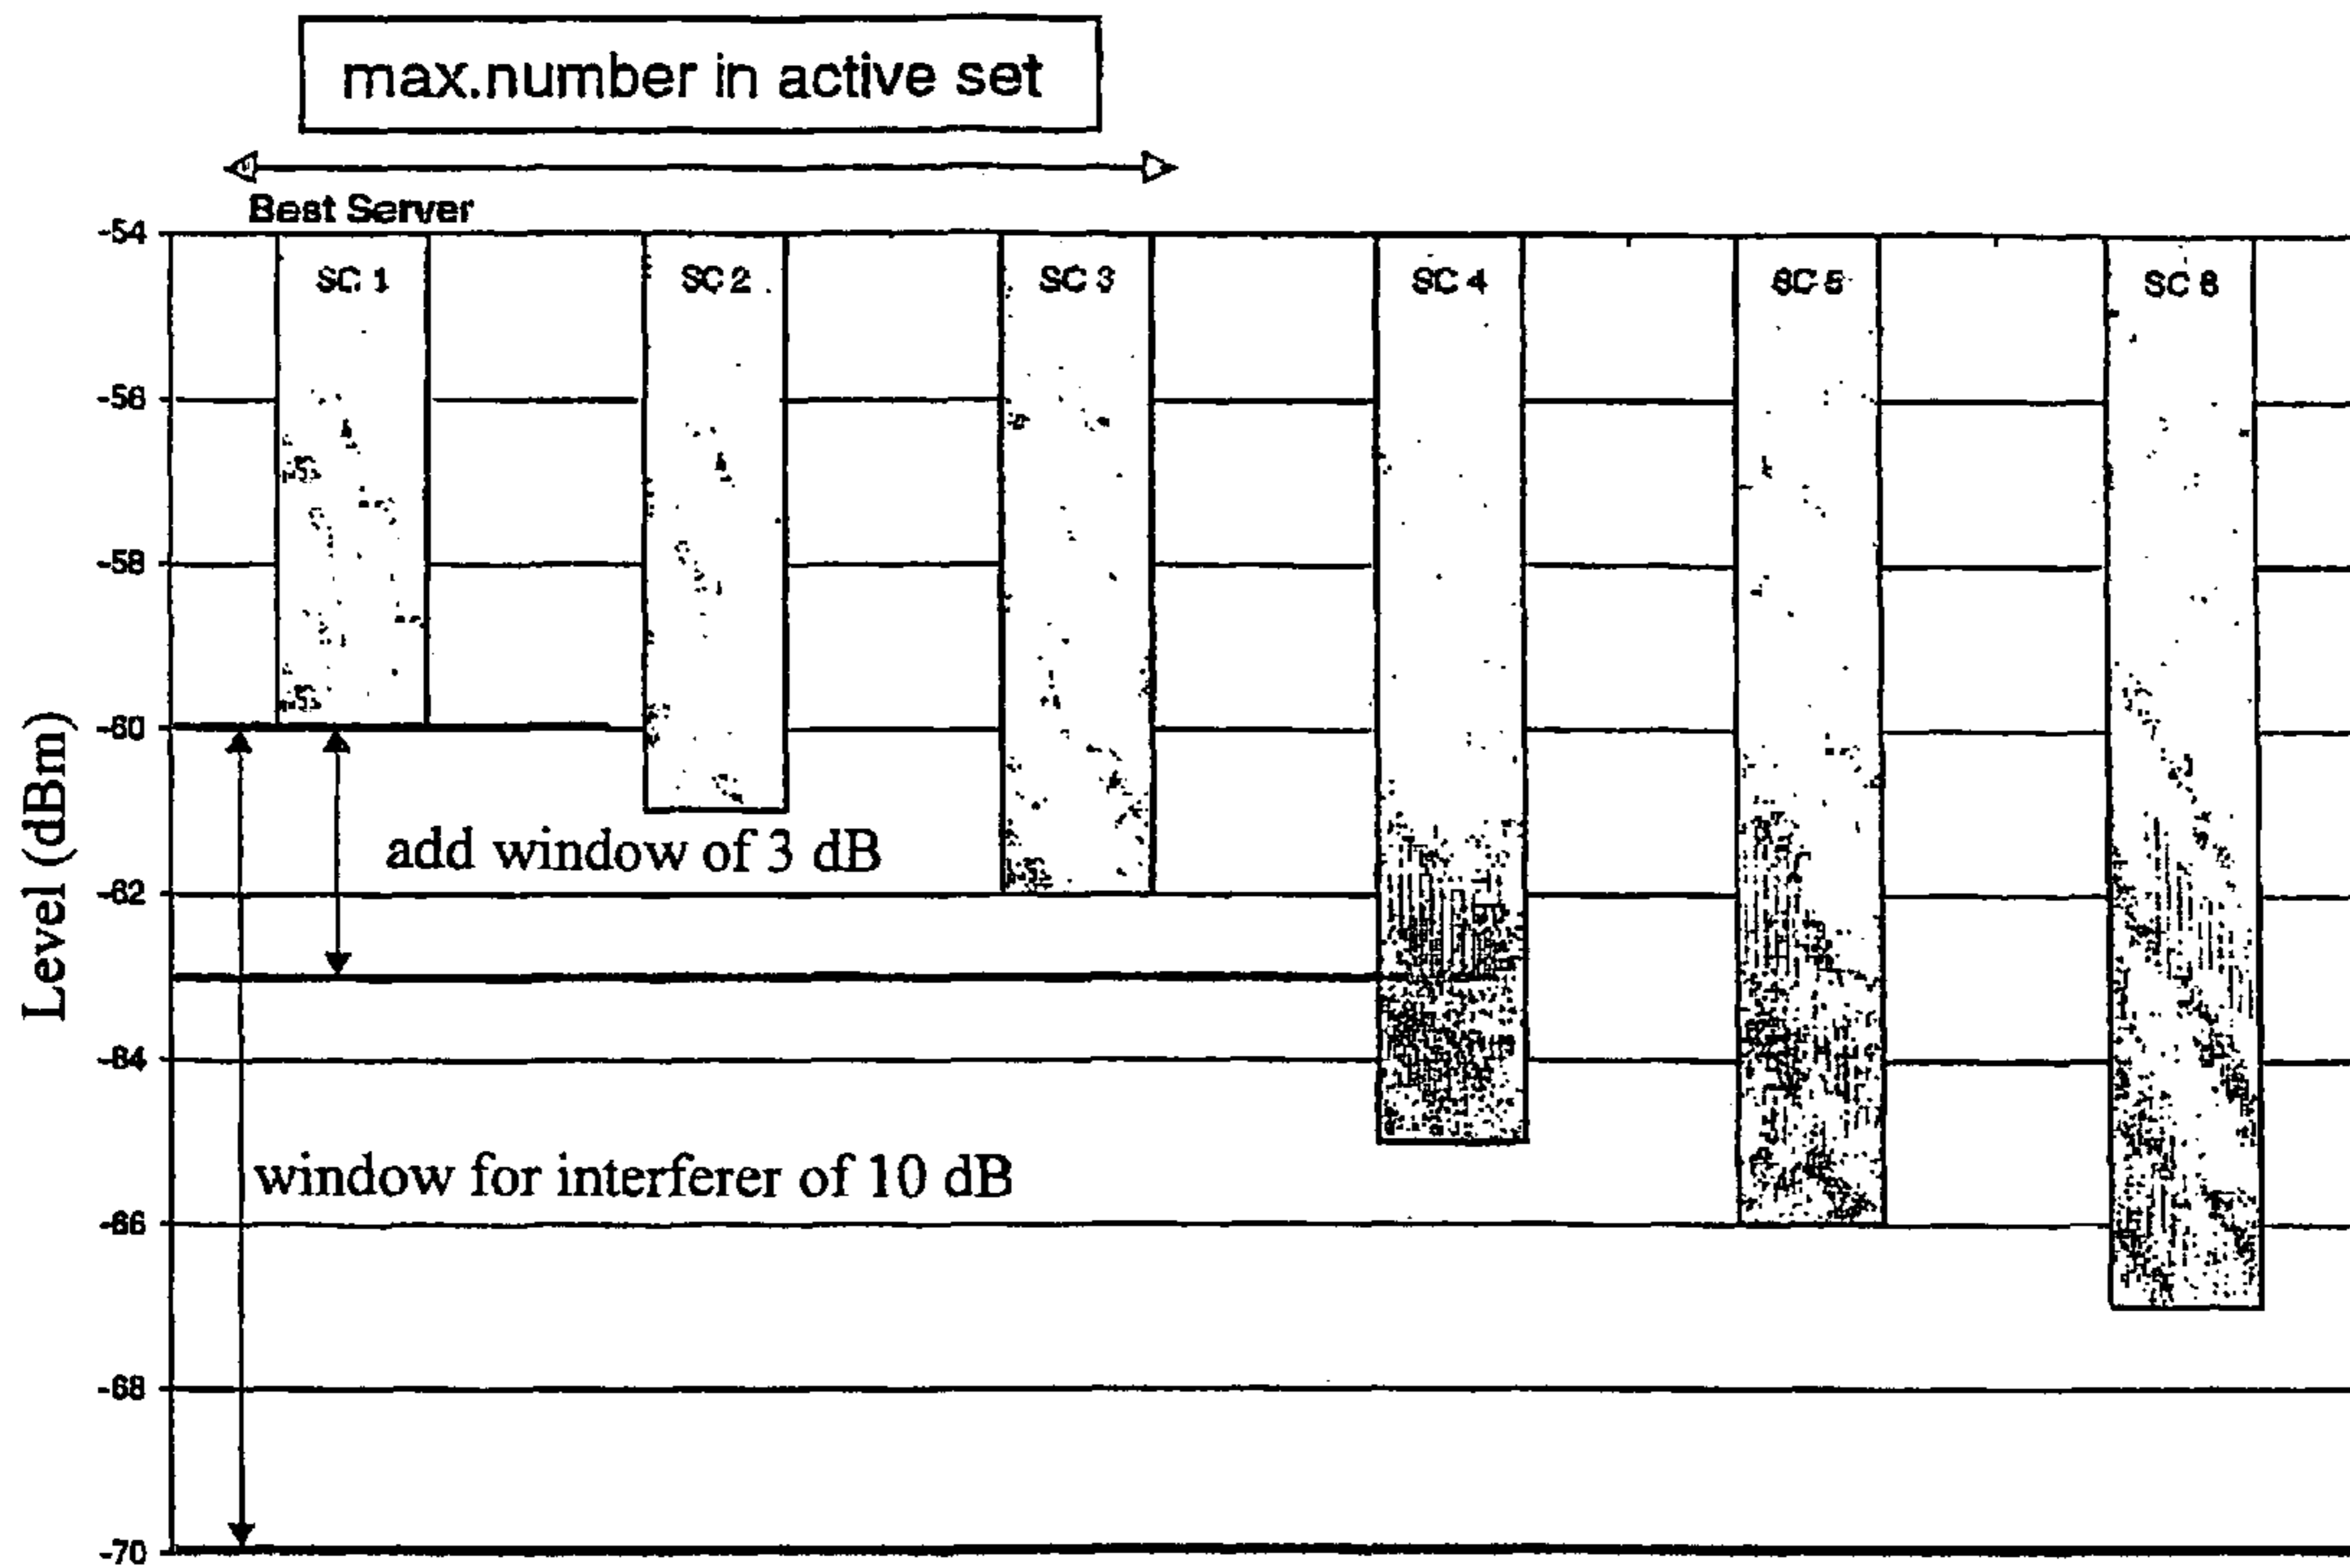 max.number in active set
Best Server
-54
SC 1
SC 2
SC 3
SC 4
SC 5
SC 6
-56
-58
-60
add window of 3 dB
-62
-64
window for interferer of 10 dB
-66
-68
-70
Level (dBm)